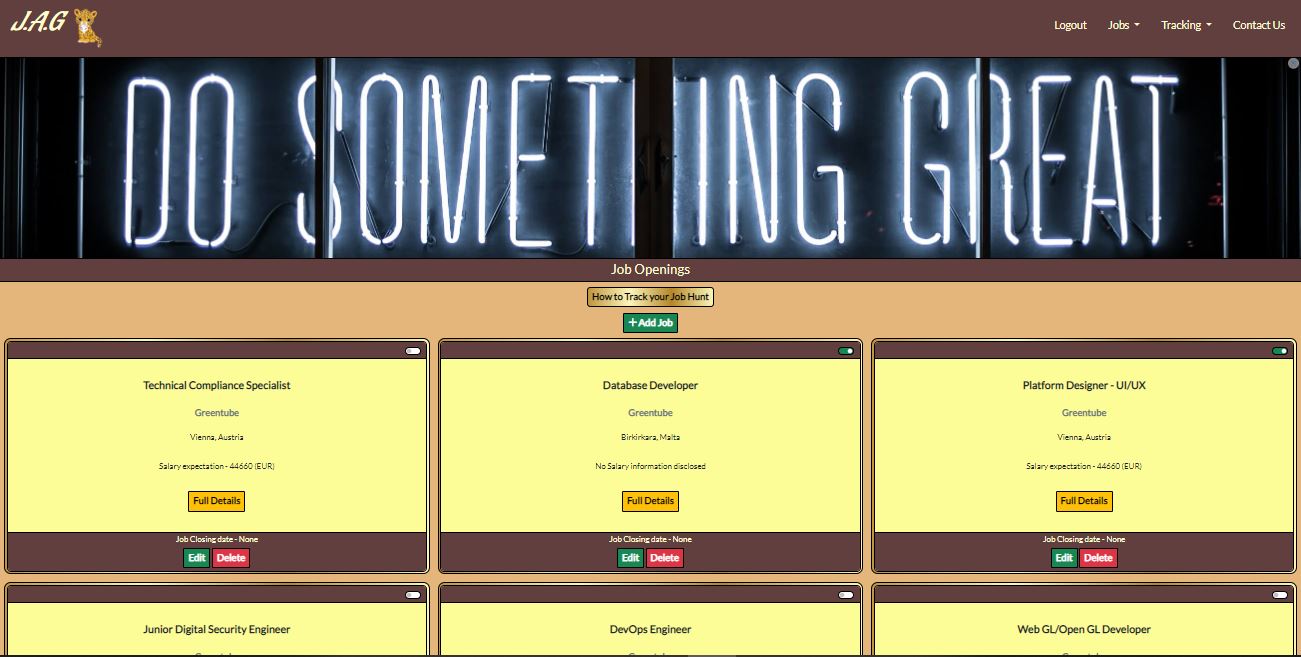 J.A.G
Logout Jobs Tracking Contact Us
DO SOMET ING GREAT
Job Openings
How to Track your Job Hunt
+Add Job
Technical Compliance Specialist
Greentube
Vienna, Austria
Salary expectation - 44660 (EUR)
Full Details
Job Closing date - None
Edit Delete
Database Developer
Greentube
Birkirkara, Malta
No Salary information disclosed
Full Details
Job Closing date - None
Edit Delete
Platform Designer - UI/UX
Greentube
Vienna, Austria
Salary expectation - 44660 (EUR)
Full Details
Job Closing date - None
Edit Delete
Junior Digital Security Engineer
DevOps Engineer
Web GL/Open GL Developer